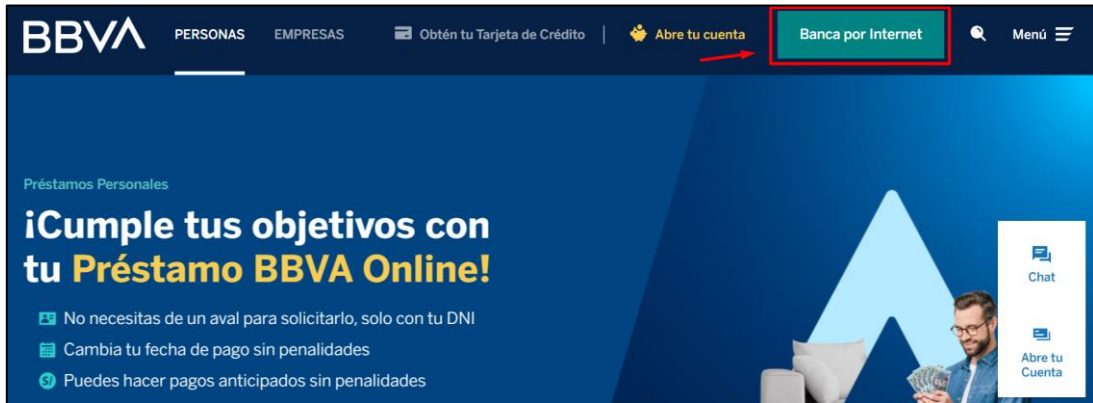 BBVA
PERSONAS
EMPRESAS
Obtén tu Tarjeta de Crédito
Abre tu cuenta
Banca por Internet
Menú
Préstamos Personales
¡Cumple tus objetivos con
tu Préstamo BBVA Online!
No necesitas de un aval para solicitarlo, solo con tu DNI
Cambia tu fecha de pago sin penalidades
S/ Puedes hacer pagos anticipados sin penalidades
Chat
Abre tu
Cuenta